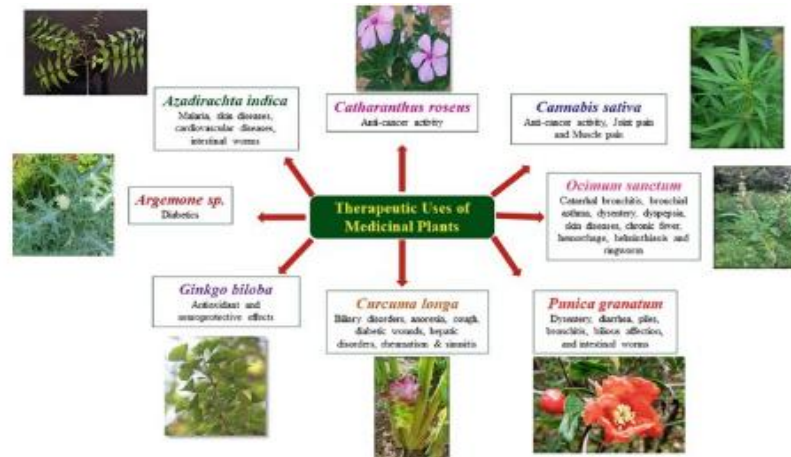 Azadirachta indica
Malaria, skin diseases,
cardiovascular diseases,
intestinal worms
Catharanthus roseus
Anti-cancer activity
Cannabis sativa
Anti-cancer activity, Joint pain
and Muscle pain
Argemone sp.
Diabetics
Therapeutic Uses of
Medicinal Plants
Ocimum sanctum
Catarrhal bronchitis, bronchial
asthma, dysentery, dyspepsia,
skin diseases, chronic fever,
hemorrhage, helminthiasis and
ringworm
Ginkgo biloba
Antioxidant and
neuroprotective effects
Curcuma longa
Biliary disorders, anorexia, cough,
diabetic wounds, hepatic
disorders, rheumatism & sinusitis
Punica granatum
Dysentery, diarrhea, piles,
bronchitis, bilious affection,
and intestinal worms